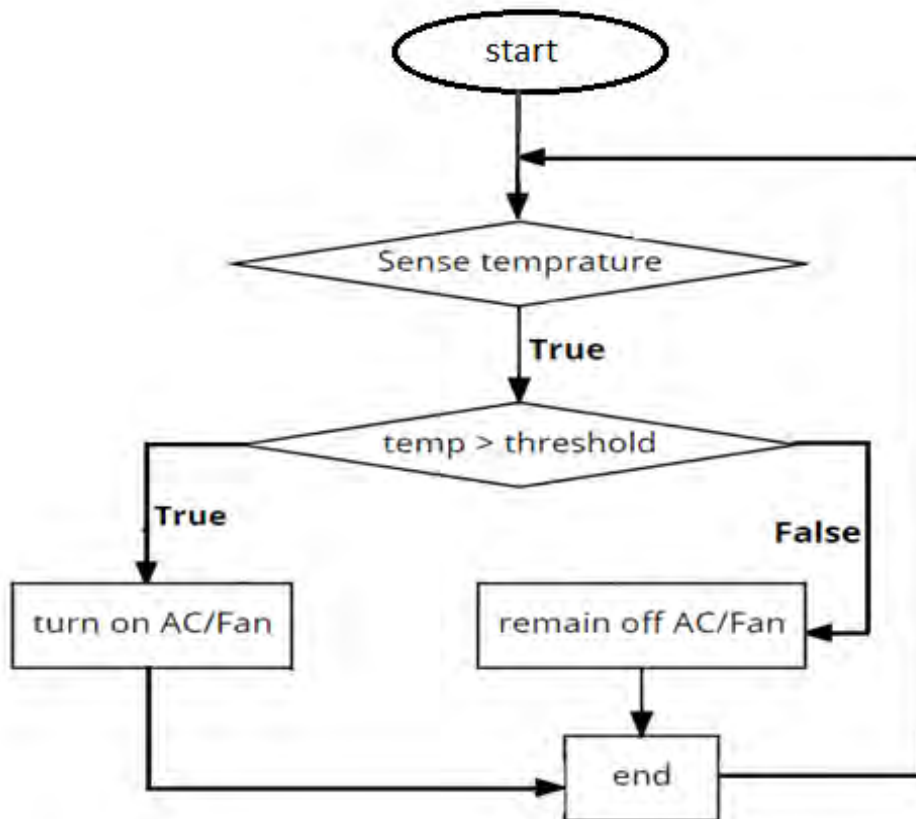 start
Sense temprature
True
temp > threshold
True
False
turn on AC/Fan
remain off AC/Fan
end